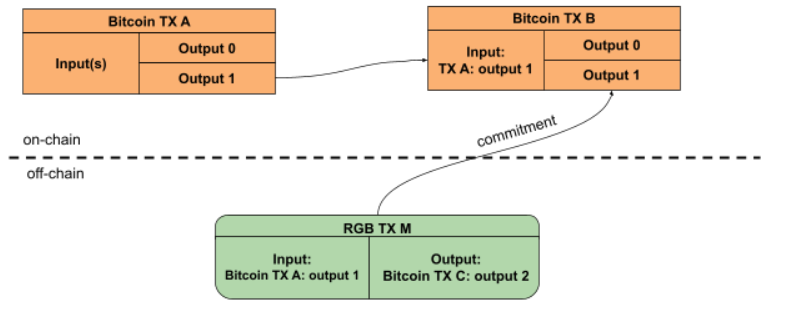 Bitcoin TX A
Input(s)
Output 0
Output 1
Bitcoin TX B
Input:
TX A: output 1
Output 0
Output 1
commitment
on-chain
off-chain
RGB TX M
Input:
Bitcoin TX A: output 1
Output:
Bitcoin TX C: output 2